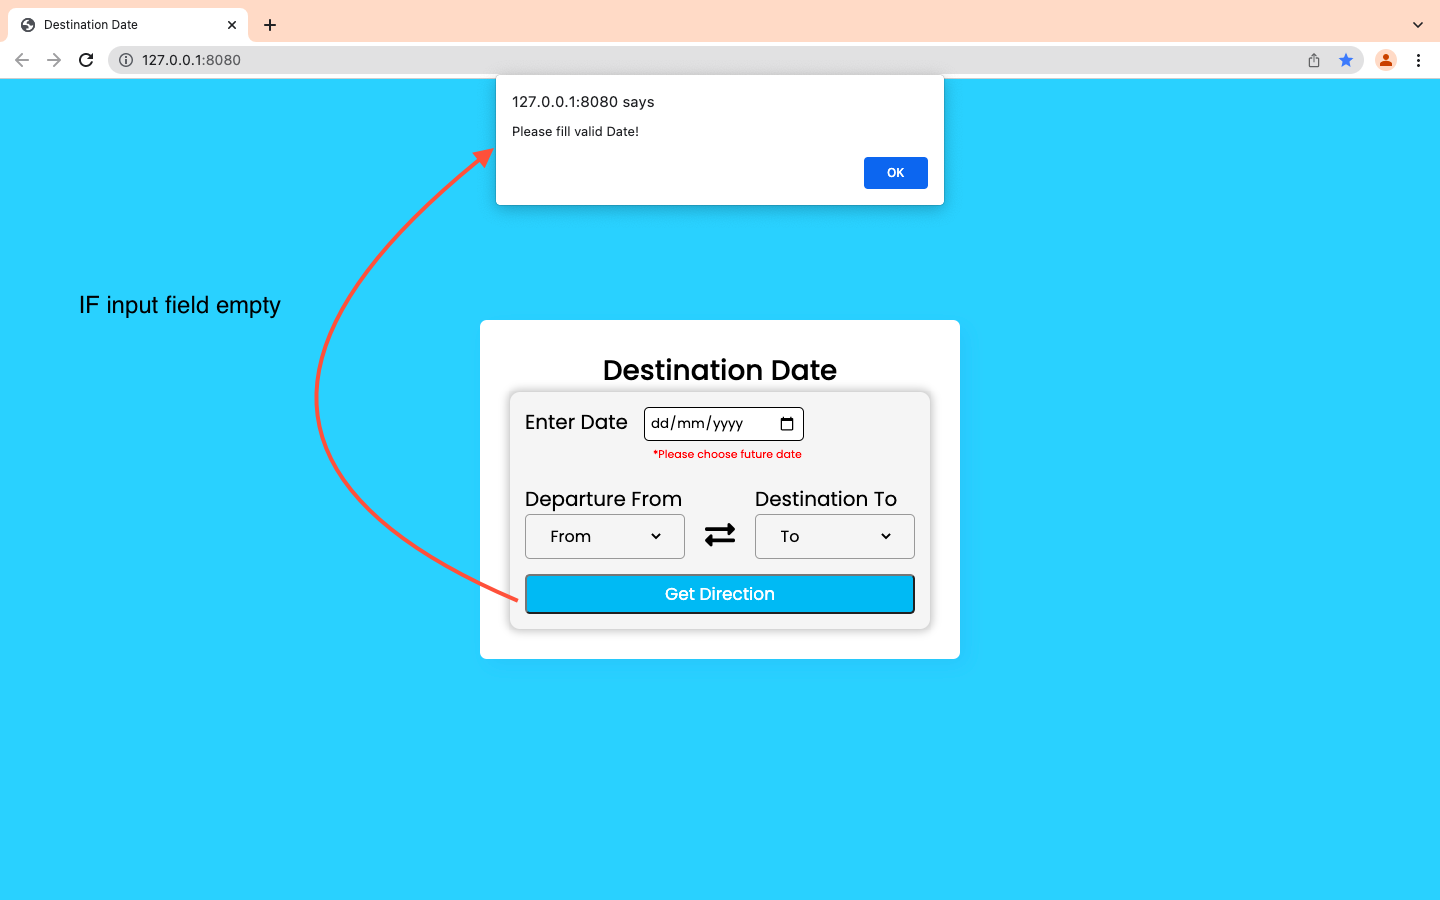 Destination Date
127.0.0.1:8080
127.0.0.1:8080 says
Please fill valid Date!
OK
IF input field empty
Destination Date
Enter Date dd/mm/yyyy
*Please choose future date
Departure From Destination To
From To
Get Direction